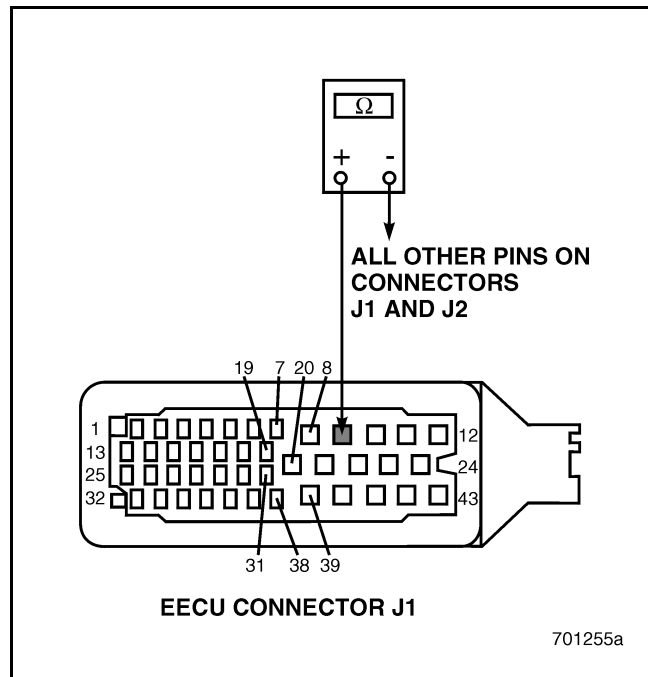 Ω
+ -
ALL OTHER PINS ON
CONNECTORS
J1 AND J2
19 7 20 8
1 12
13 24
25 43
32
31 38 39
EECU CONNECTOR J1
701255a